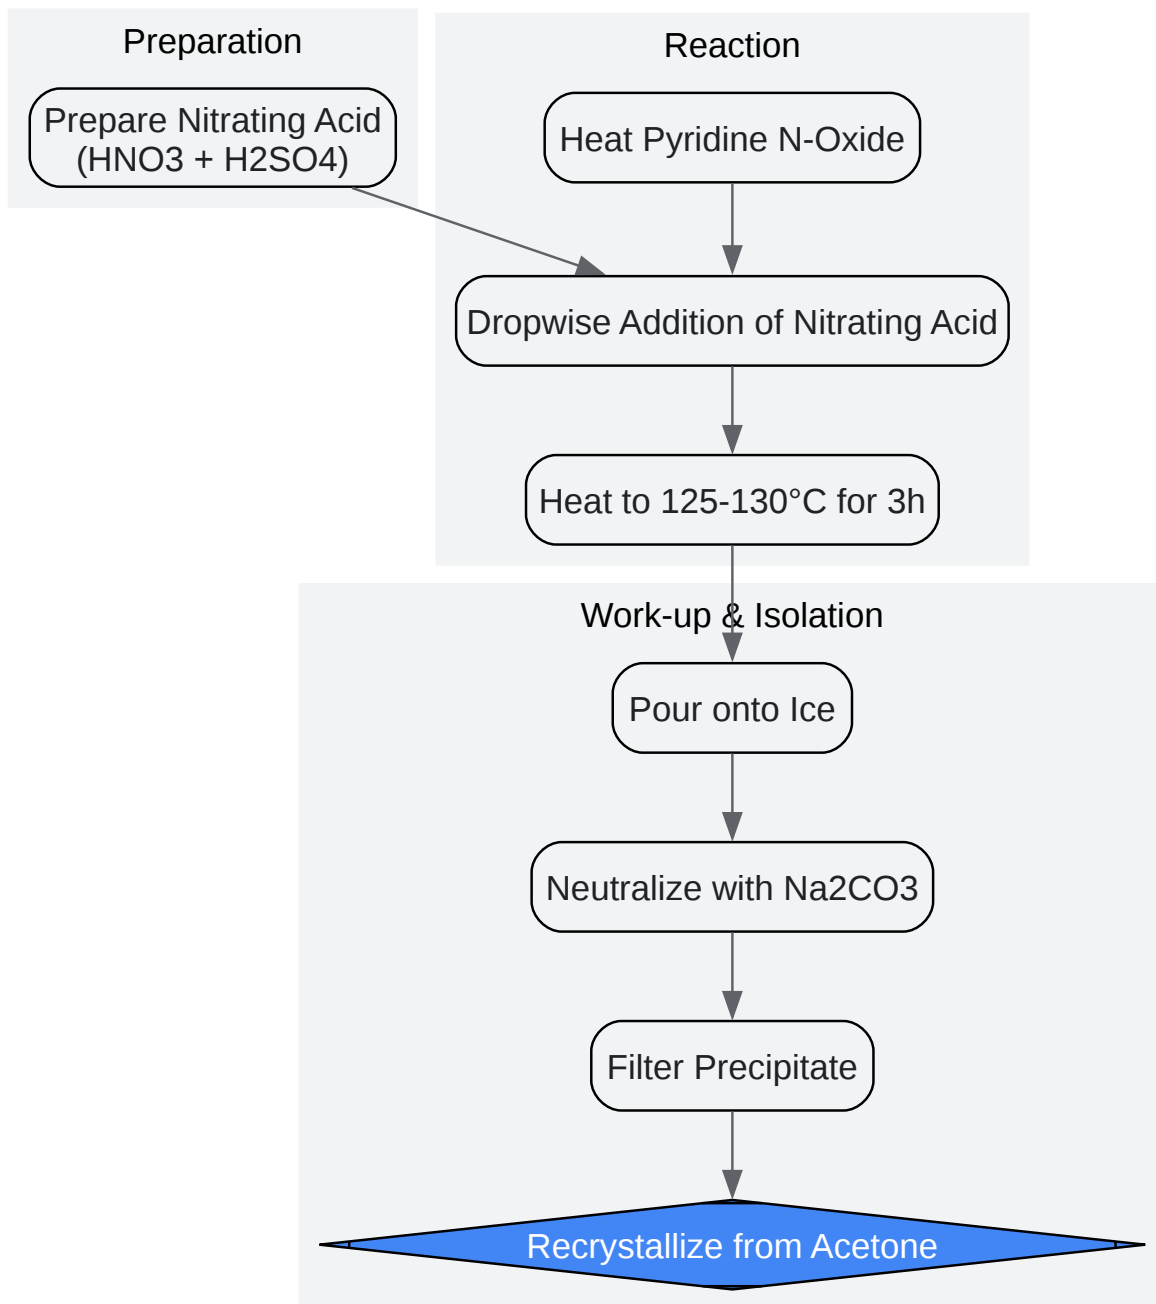 Preparation
Prepare Nitrating Acid
(HNO3 + H2SO4)
Reaction
Heat Pyridine N-Oxide
Dropwise Addition of Nitrating Acid
Heat to 125-130°C for 3h
Work-up & Isolation
Pour onto Ice
Neutralize with Na2CO3
Filter Precipitate
Recrystallize from Acetone